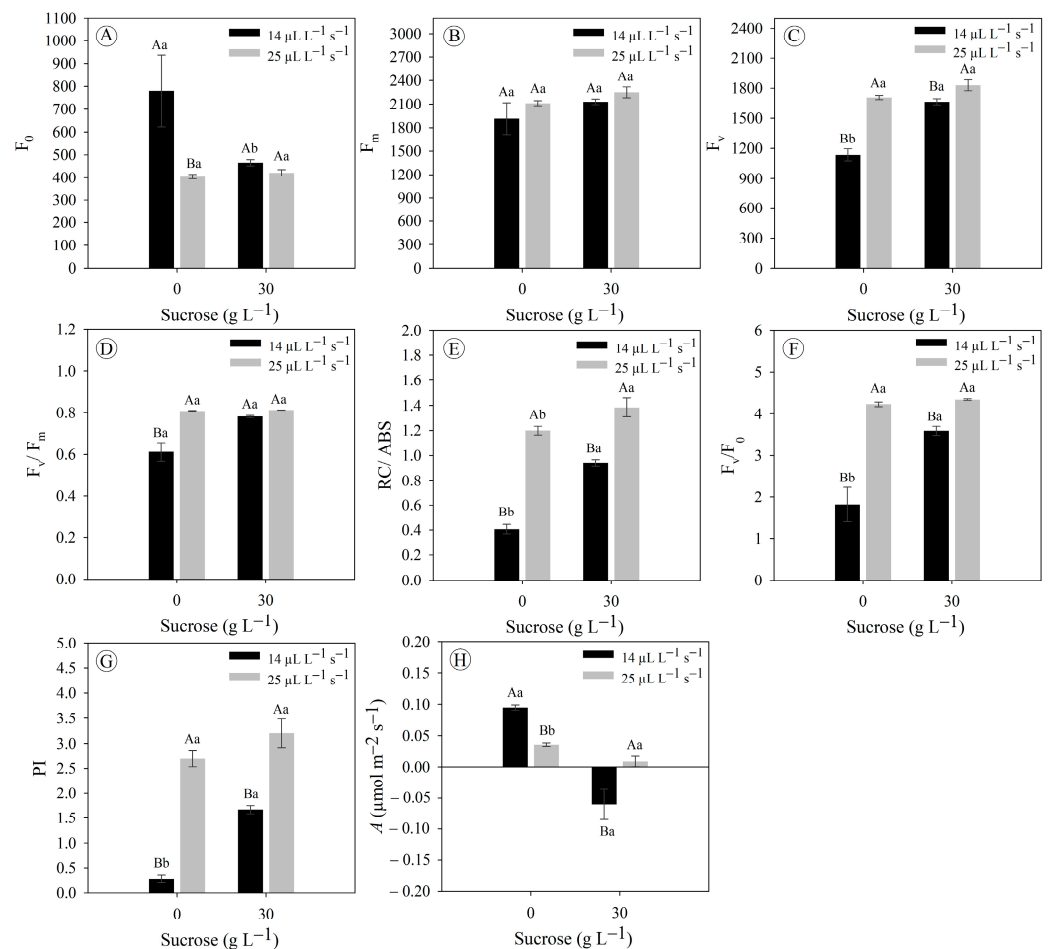 A
14 µL L⁻¹ s⁻¹
25 µL L⁻¹ s⁻¹
1100
1000
900
800
700
600
500
400
300
200
100
0
F₀
Aa
Ba
Ab
Aa
0
30
Sucrose (g L⁻¹)
B
14 µL L⁻¹ s⁻¹
25 µL L⁻¹ s⁻¹
3000
2700
2400
2100
1800
1500
1200
900
600
300
0
Fₘ
Aa
Aa
Aa
Aa
0
30
Sucrose (g L⁻¹)
C
14 µL L⁻¹ s⁻¹
25 µL L⁻¹ s⁻¹
2400
2100
1800
1500
1200
900
600
300
0
Fᵥ
Bb
Aa
Ba
Aa
0
30
Sucrose (g L⁻¹)
D
14 µL L⁻¹ s⁻¹
25 µL L⁻¹ s⁻¹
1.2
1.0
0.8
0.6
0.4
0.2
0.0
Fᵥ/ Fₘ
Ba
Aa
Aa
Aa
0
30
Sucrose (g L⁻¹)
E
14 µL L⁻¹ s⁻¹
25 µL L⁻¹ s⁻¹
2.0
1.8
1.6
1.4
1.2
1.0
0.8
0.6
0.4
0.2
0.0
RC/ ABS
Bb
Ab
Ba
Aa
0
30
Sucrose (g L⁻¹)
F
14 µL L⁻¹ s⁻¹
25 µL L⁻¹ s⁻¹
6
5
4
3
2
1
0
Fᵥ/F₀
Bb
Aa
Ba
Aa
0
30
Sucrose (g L⁻¹)
G
14 µL L⁻¹ s⁻¹
25 µL L⁻¹ s⁻¹
5.0
4.5
4.0
3.5
3.0
2.5
2.0
1.5
1.0
0.5
0.0
PI
Bb
Aa
Ba
Aa
0
30
Sucrose (g L⁻¹)
H
14 µL L⁻¹ s⁻¹
25 µL L⁻¹ s⁻¹
0.20
0.15
0.10
0.05
0.00
– 0.05
– 0.10
– 0.15
– 0.20
A (µmol m⁻² s⁻¹)
Aa
Bb
Ba
Aa
0
30
Sucrose (g L⁻¹)